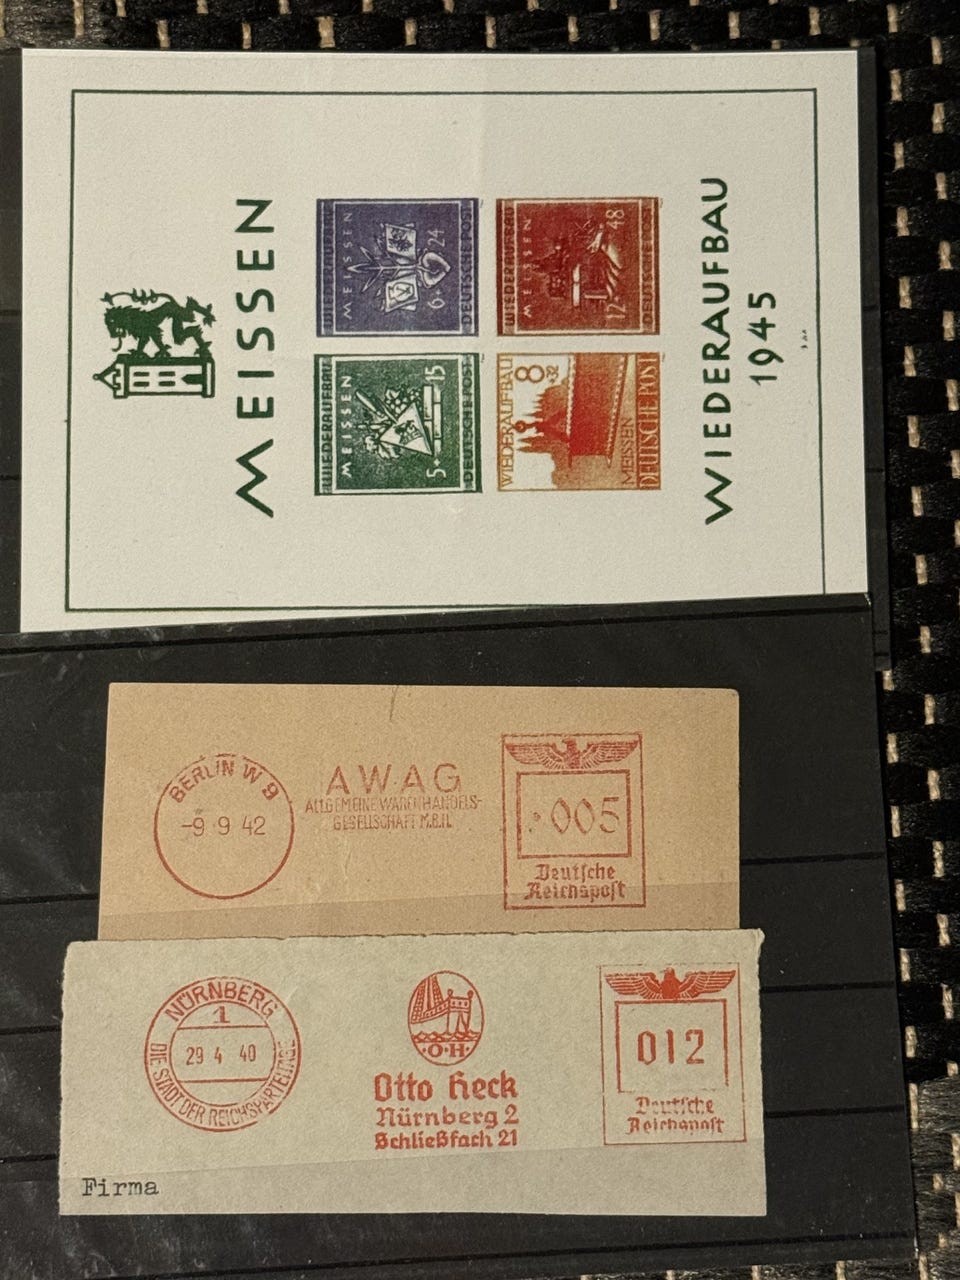 MEISSEN
WIEDERAUFBAU
MEISSEN
6+24
DEUTSCHE POST
WIEDERAUFBAU
MEISSEN
12+48
DEUTSCHE POST
WIEDERAUFBAU
MEISSEN
5+15
DEUTSCHE POST
WIEDERAUFBAU
8+32
MEISSEN
DEUTSCHE POST
WIEDERAUFBAU
1945
BERLIN W 9
-9 9 42
AWAG
ALLGEMEINE WARENHANDELS-
GESELLSCHAFT M.B.H.
005
Deutsche
Reichspost
NÜRNBERG
1
29 4 40
DIE STADT DER REICHSPARTEITAGE
·O·H·
Otto Heck
Nürnberg 2
Schließfach 21
012
Deutsche
Reichspost
Firma